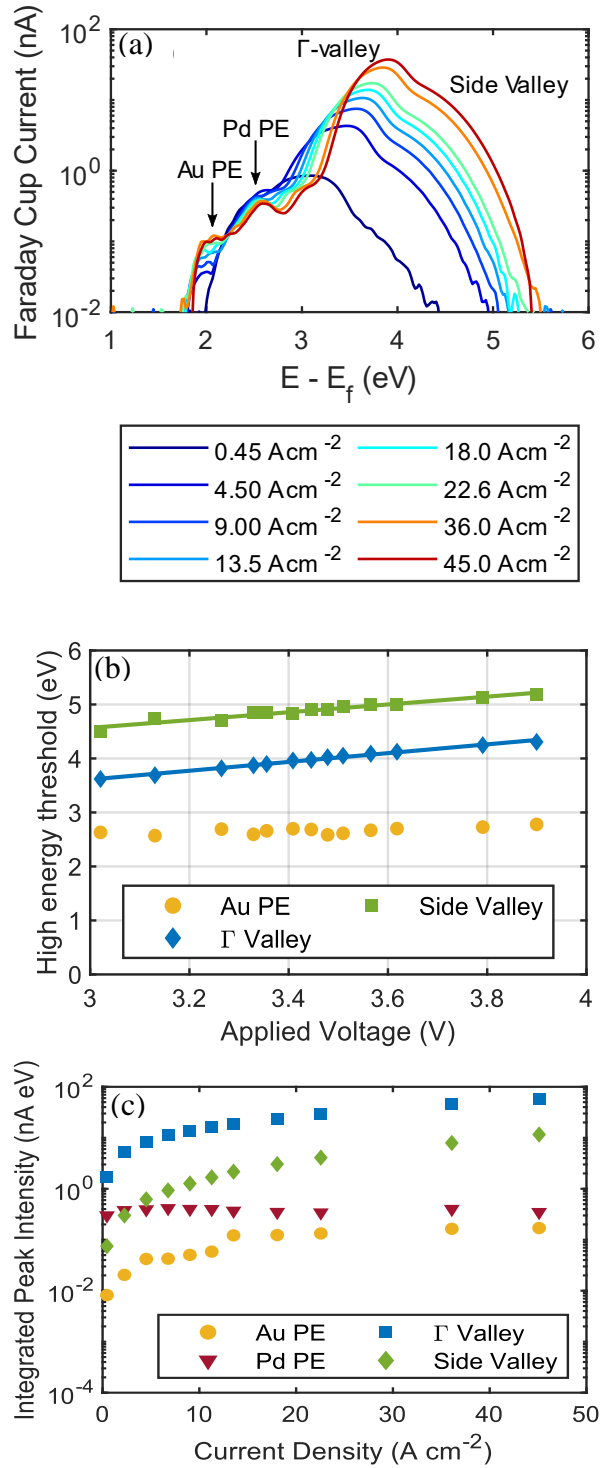 (a)
Γ-valley
Side Valley
Pd PE
Au PE
Faraday Cup Current (nA)
10^2
10^0
10^-2
1 2 3 4 5 6
E - E_f (eV)
0.45 Acm^-2 18.0 Acm^-2
4.50 Acm^-2 22.6 Acm^-2
9.00 Acm^-2 36.0 Acm^-2
13.5 Acm^-2 45.0 Acm^-2
(b)
High energy threshold (eV)
6
5
4
3
2
1
0
Au PE Side Valley
Γ Valley
3 3.2 3.4 3.6 3.8 4
Applied Voltage (V)
(c)
Integrated Peak Intensity (nA eV)
10^2
10^0
10^-2
10^-4
Au PE Γ Valley
Pd PE Side Valley
0 10 20 30 40 50
Current Density (A cm^-2)